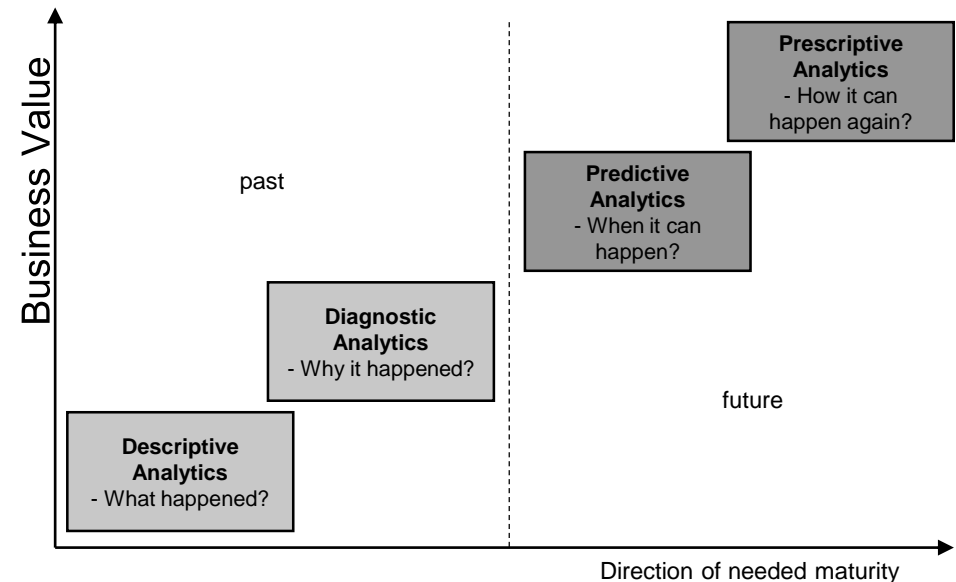 Business Value
past
Prescriptive
Analytics
- How it can
happen again?
Predictive
Analytics
- When it can
happen?
Diagnostic
Analytics
- Why it happened?
future
Descriptive
Analytics
- What happened?
Direction of needed maturity